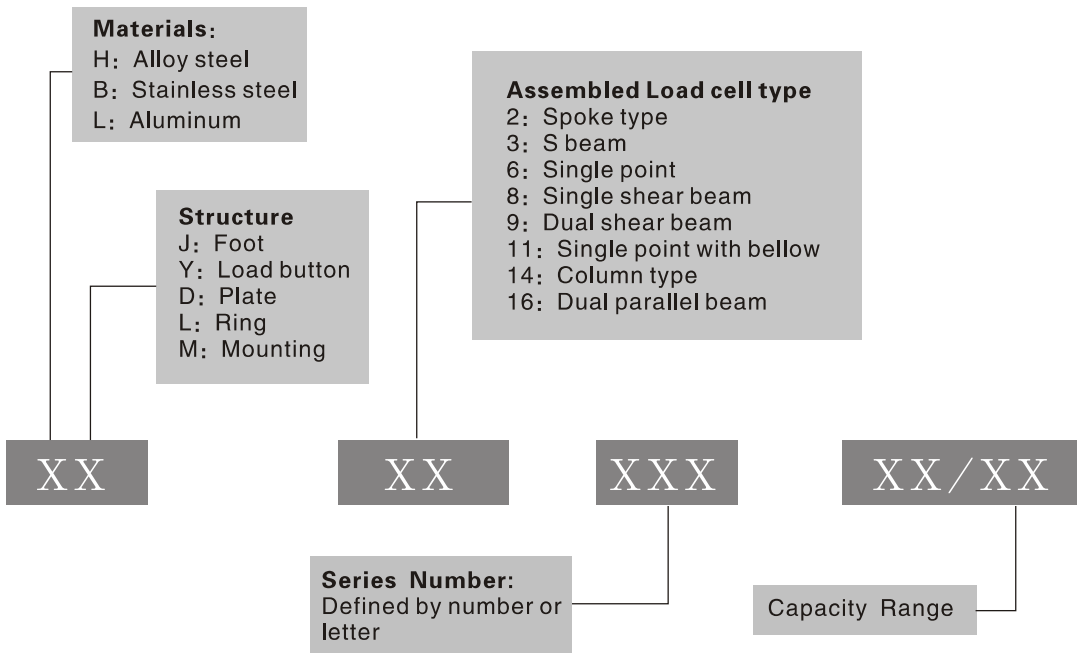 Materials:
H: Alloy steel
B: Stainless steel
L: Aluminum
Assembled Load cell type
2: Spoke type
3: S beam
6: Single point
8: Single shear beam
9: Dual shear beam
11: Single point with bellow
14: Column type
16: Dual parallel beam
Structure
J: Foot
Y: Load button
D: Plate
L: Ring
M: Mounting
XX
XX
XXX
XX/XX
Series Number:
Defined by number or
letter
Capacity Range